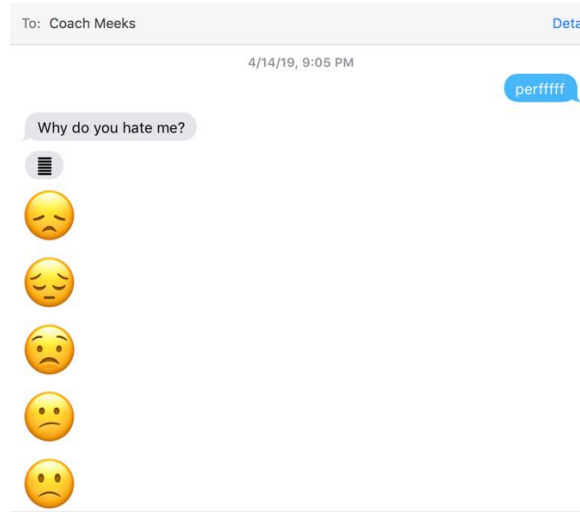 To: Coach Meeks
Deta
4/14/19, 9:05 PM
perfffff
Why do you hate me?